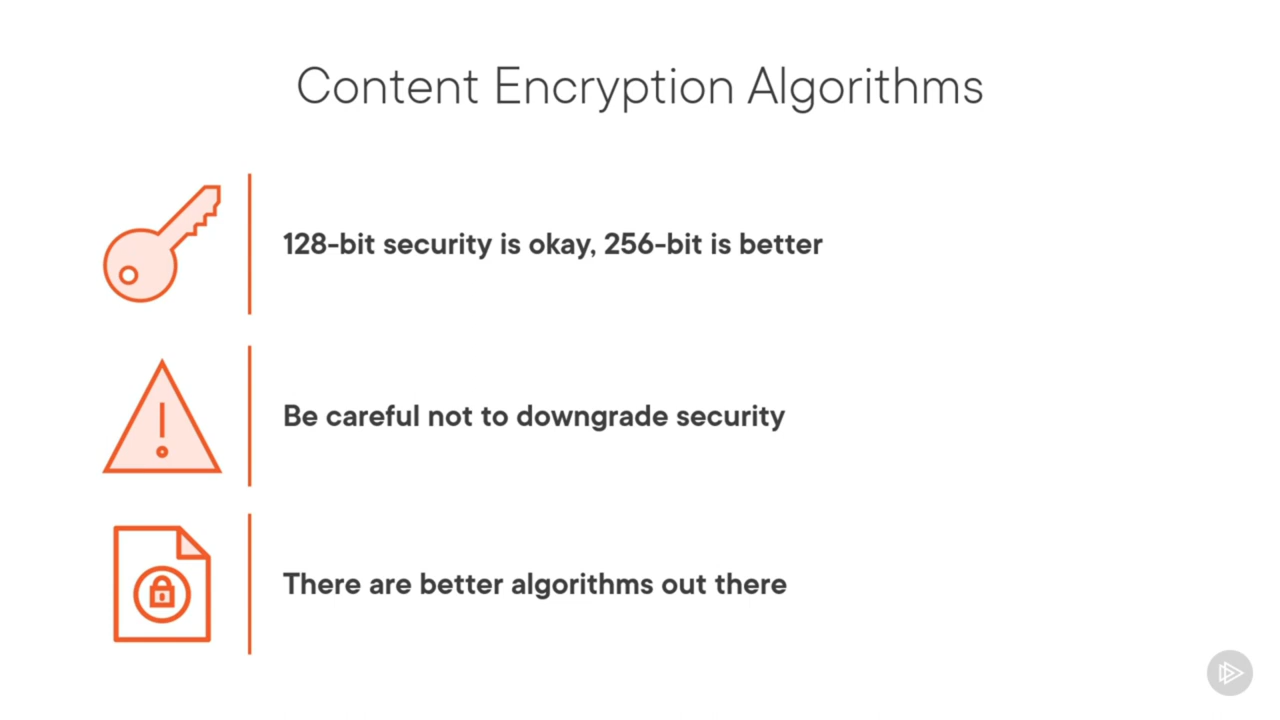 Content Encryption Algorithms
128-bit security is okay, 256-bit is better
Be careful not to downgrade security
There are better algorithms out there